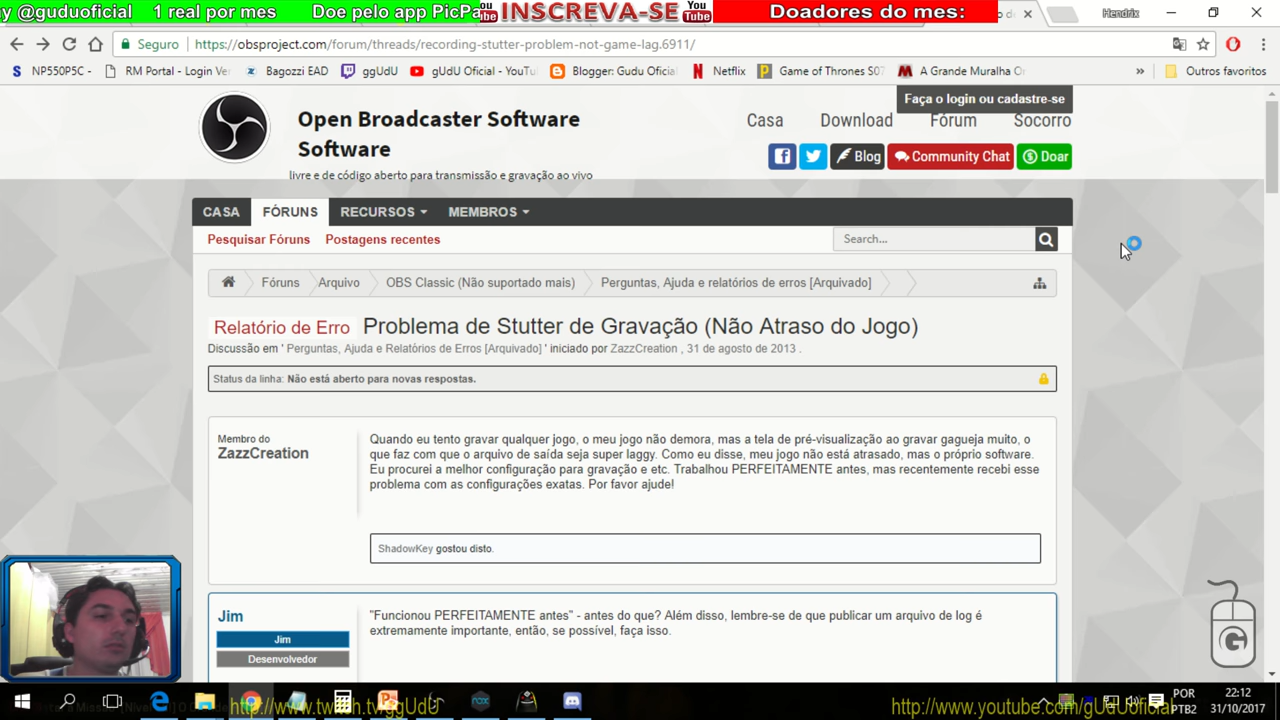 y @guduoficial 1 real por mes Doe pelo app PicPa
You Tube INSCREVA-SE You Tube
Doadores do mes:
Hendrix
Seguro https://obsproject.com/forum/threads/recording-stutter-problem-not-game-lag.6911/
NP550P5C - RM Portal - Login Ver Bagozzi EAD ggUdU gUdU Oficial - YouTu Blogger: Gudu Oficia Netflix Game of Thrones S07 A Grande Muralha Or » Outros favoritos
Faça o login ou cadastre-se
Open Broadcaster Software
Software
livre e de código aberto para transmissão e gravação ao vivo
Casa Download Fórum Socorro
Blog Community Chat Doar
CASA FÓRUNS RECURSOS MEMBROS
Pesquisar Fóruns Postagens recentes Search...
Fóruns Arquivo OBS Classic (Não suportado mais) Perguntas, Ajuda e relatórios de erros [Arquivado]
Relatório de Erro Problema de Stutter de Gravação (Não Atraso do Jogo)
Discussão em ' Perguntas, Ajuda e Relatórios de Erros [Arquivado] ' iniciado por ZazzCreation , 31 de agosto de 2013 .
Status da linha: Não está aberto para novas respostas.
Membro do
ZazzCreation
Quando eu tento gravar qualquer jogo, o meu jogo não demora, mas a tela de pré-visualização ao gravar gagueja muito, o
que faz com que o arquivo de saída seja super laggy. Como eu disse, meu jogo não está atrasado, mas o próprio software.
Eu procurei a melhor configuração para gravação e etc. Trabalhou PERFEITAMENTE antes, mas recentemente recebi esse
problema com as configurações exatas. Por favor ajude!
ShadowKey gostou disto.
Jim
Jim
Desenvolvedor
"Funcionou PERFEITAMENTE antes" - antes do que? Além disso, lembre-se de que publicar um arquivo de log é
extremamente importante, então, se possível, faça isso.
G
http://www.twitch.tv/ggUdU
http://www.youtube.com/gUdUoficial
POR
PTB2
22:12
31/10/2017